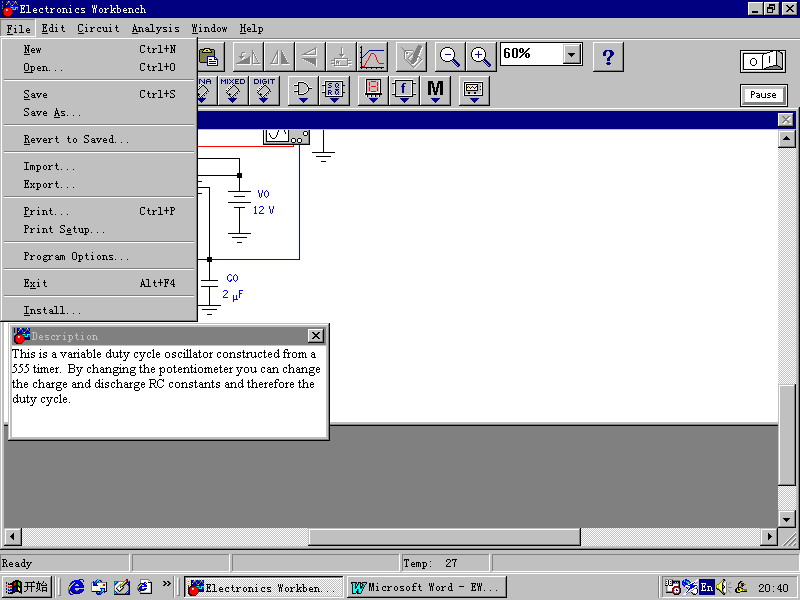 Electronics Workbench
File Edit Circuit Analysis Window Help
New Ctrl+N
Open... Ctrl+O
Save Ctrl+S
Save As...
Revert to Saved...
Import...
Export...
Print... Ctrl+P
Print Setup...
Program Options...
Exit Alt+F4
Install...
60%
?
O I
Pause
NA MIXED DIGIT
f M
V0
12 V
C0
2 µF
Description
This is a variable duty cycle oscillator constructed from a
555 timer. By changing the potentiometer you can change
the charge and discharge RC constants and therefore the
duty cycle.
Ready
Temp: 27
开始
»
Electronics Workben...
Microsoft Word - EW...
En
20:40